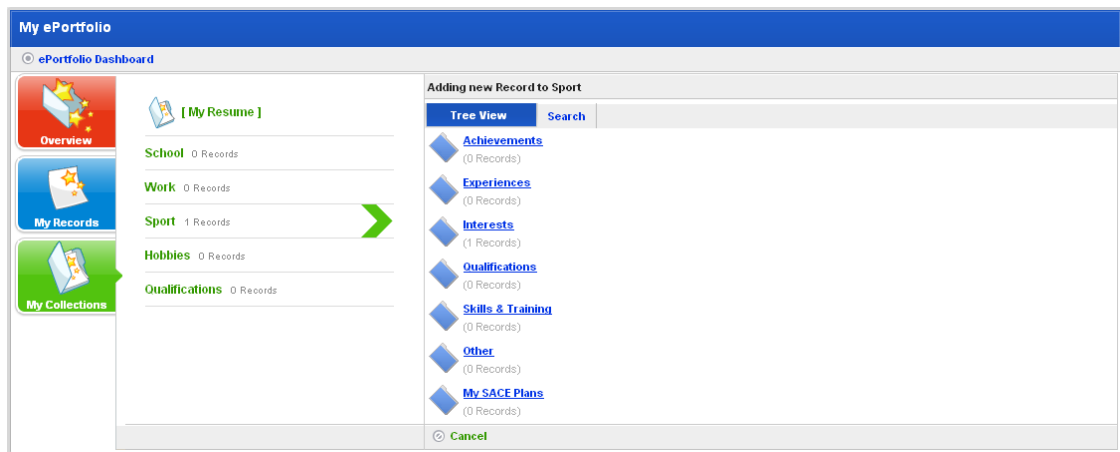 My ePortfolio
ePortfolio Dashboard
Overview
My Records
My Collections
[ My Resume ]
School 0 Records
Work 0 Records
Sport 1 Records
Hobbies 0 Records
Qualifications 0 Records
Adding new Record to Sport
Tree View Search
Achievements
(0 Records)
Experiences
(0 Records)
Interests
(1 Records)
Qualifications
(0 Records)
Skills & Training
(0 Records)
Other
(0 Records)
My SACE Plans
(0 Records)
Cancel